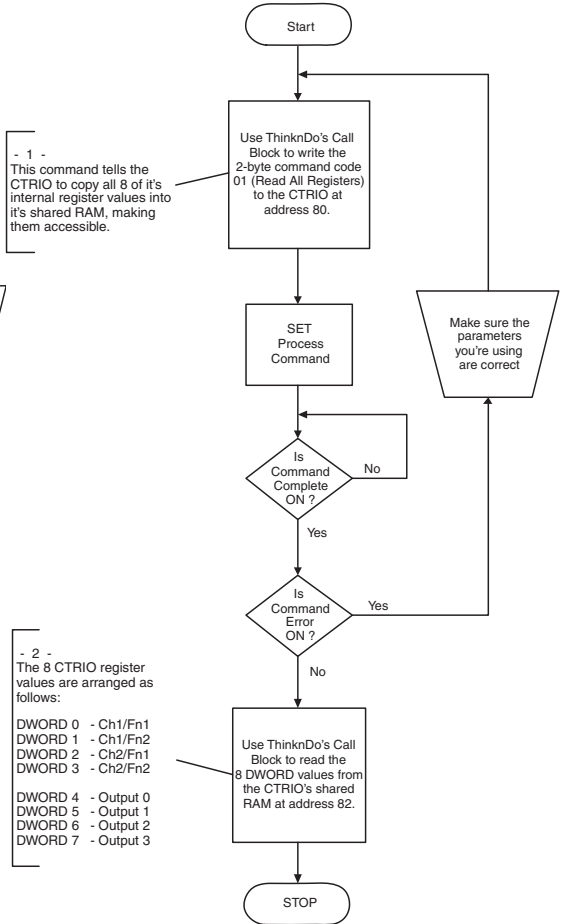 Start
- 1 -
This command tells the
CTRIO to copy all 8 of it's
internal register values into
it's shared RAM, making
them accessible.
Use ThinknDo's Call
Block to write the
2-byte command code
01 (Read All Registers)
to the CTRIO at
address 80.
SET
Process
Command
Make sure the
parameters
you're using
are correct
Is
Command
Complete
ON ?
No
Yes
Is
Command
Error
ON ?
Yes
No
- 2 -
The 8 CTRIO register
values are arranged as
follows:
DWORD 0 - Ch1/Fn1
DWORD 1 - Ch1/Fn2
DWORD 2 - Ch2/Fn1
DWORD 3 - Ch2/Fn2
DWORD 4 - Output 0
DWORD 5 - Output 1
DWORD 6 - Output 2
DWORD 7 - Output 3
Use ThinknDo's Call
Block to read the
8 DWORD values from
the CTRIO's shared
RAM at address 82.
STOP